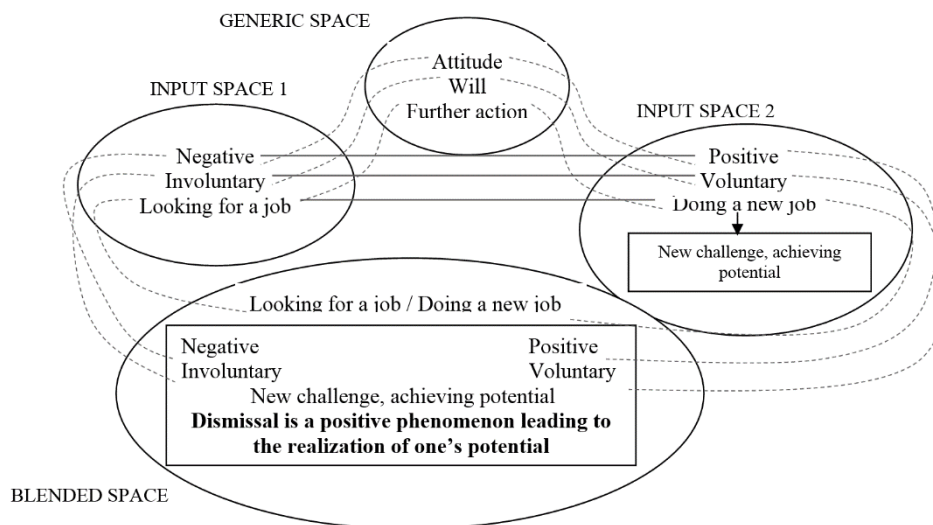 GENERIC SPACE
Attitude
Will
Further action
INPUT SPACE 1
Negative
Involuntary
Looking for a job
INPUT SPACE 2
Positive
Voluntary
Doing a new job
New challenge, achieving
potential
Looking for a job / Doing a new job
Negative Positive
Involuntary Voluntary
New challenge, achieving potential
Dismissal is a positive phenomenon leading to
the realization of one's potential
BLENDED SPACE